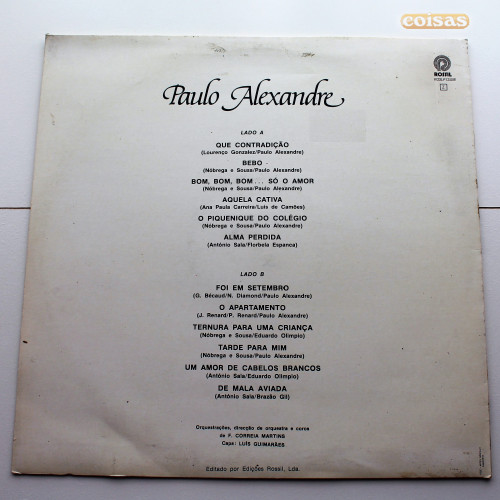 coisas
ROSSIL
Paulo Alexandre
LADO A
QUE CONTRADIÇÃO
(Lourenço Gonzalez/Paulo Alexandre)
BEBO
(Nóbrega e Sousa/Paulo Alexandre)
BOM, BOM, BOM... SÓ O AMOR
(Nóbrega e Sousa/Paulo Alexandre)
AQUELA CATIVA
(Ana Paula Carreira/Luis de Camões)
O PIQUENIQUE DO COLÉGIO
(Nóbrega e Sousa/Paulo Alexandre)
ALMA PERDIDA
(António Sala/Florbela Espanca)
LADO B
FOI EM SETEMBRO
(G. Bécaud/N. Diamond/Paulo Alexandre)
O APARTAMENTO
(J. Renard/P. Renard/Paulo Alexandre)
TERNURA PARA UMA CRIANÇA
(Nóbrega e Sousa/Eduardo Olímpio)
TARDE PARA MIM
(Nóbrega e Sousa/Paulo Alexandre)
UM AMOR DE CABELOS BRANCOS
(António Sala/Eduardo Olímpio)
DE MALA AVIADA
(António Sala/Brazão Gil)
Orquestrações, direcção de orquestra e coros
de F. CORREIA MARTINS
Capa: LUÍS GUIMARÃES
Editado por Edições Rossil, Lda.